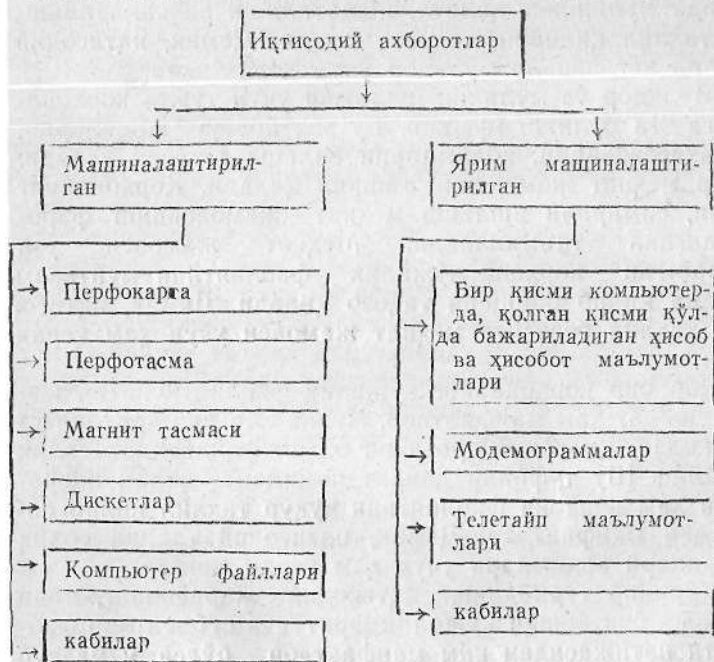 Иқтисодий ахборотлар
Машиналаштирил-
ган
Перфокарта
Перфотасма
Магнит тасмаси
Дискетлар
Компьютер файллари
кабилар
Ярим машиналашти-
рилган
Бир қисми компьютер-
да, қолган қисми қўл-
да бажариладиган ҳисоб
ва ҳисобот маълумот-
лари
Модемограммалар
Телетайп маълумот-
лари
кабилар